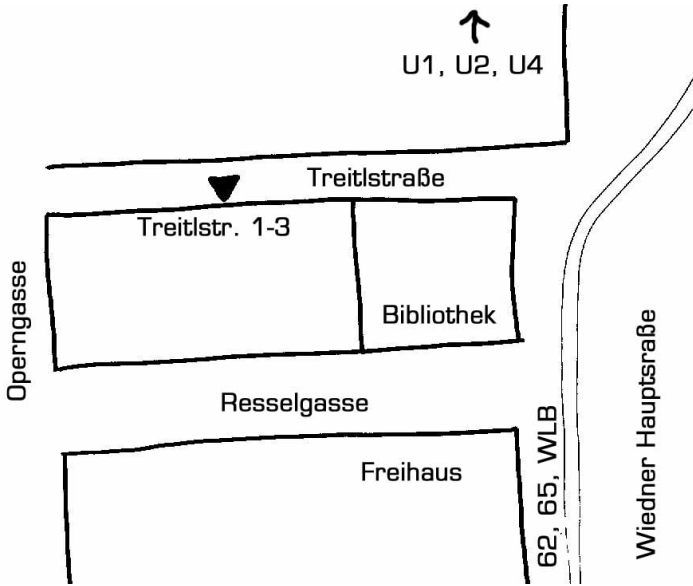 U1, U2, U4
Treitlstraße
Treitlstr. 1-3
Operngasse
Bibliothek
Wiedner Hauptsraße
Resselgasse
62, 65, WLB
Freihaus